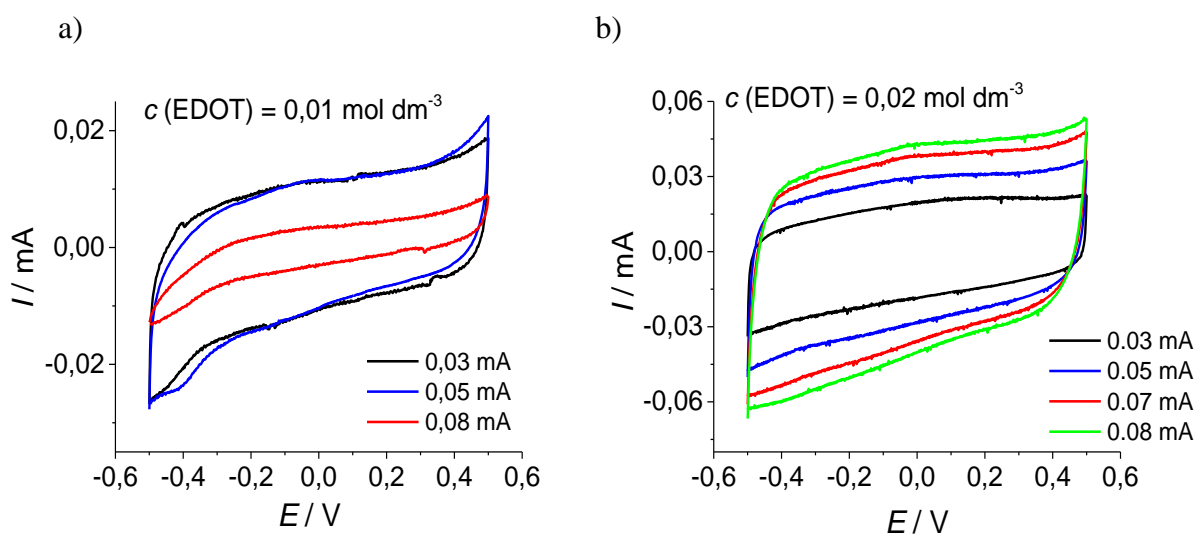 a)
c (EDOT) = 0,01 mol dm-3
0,02
0,00
-0,02
I / mA
0,03 mA
0,05 mA
0,08 mA
-0,6 -0,4 -0,2 0,0 0,2 0,4 0,6
E / V
b)
c (EDOT) = 0,02 mol dm-3
0,06
0,03
0,00
-0,03
-0,06
I / mA
0.03 mA
0.05 mA
0.07 mA
0.08 mA
-0,6 -0,4 -0,2 0,0 0,2 0,4 0,6
E / V